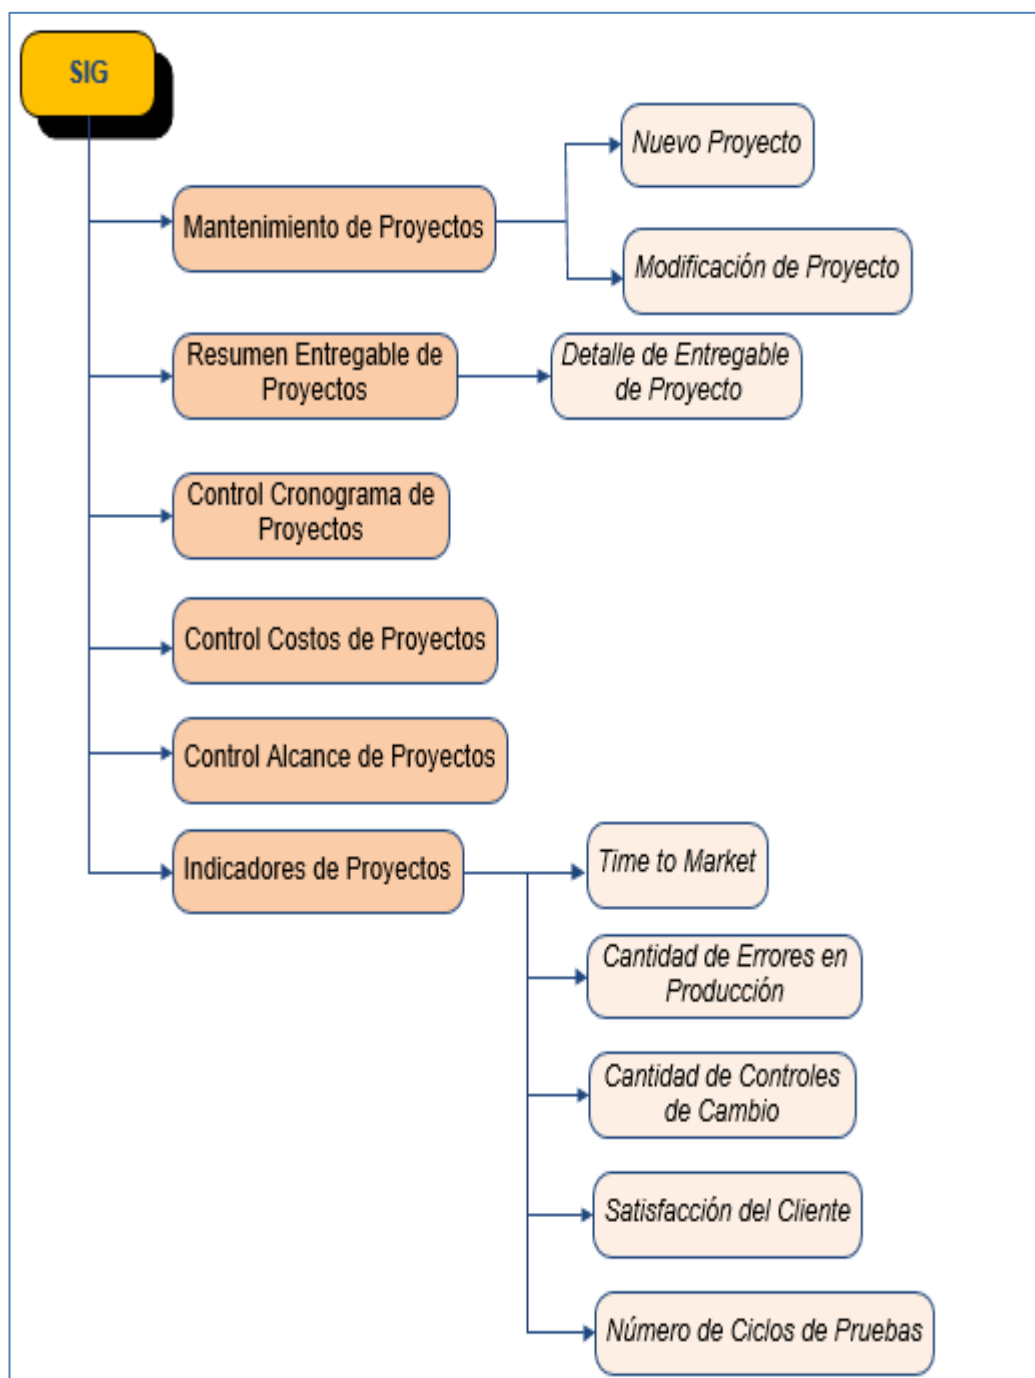 SIG
Nuevo Proyecto
Mantenimiento de Proyectos
Modificación de Proyecto
Resumen Entregable de
Proyectos
Detalle de Entregable
de Proyecto
Control Cronograma de
Proyectos
Control Costos de Proyectos
Control Alcance de Proyectos
Indicadores de Proyectos
Time to Market
Cantidad de Errores en
Producción
Cantidad de Controles
de Cambio
Satisfacción del Cliente
Número de Ciclos de Pruebas